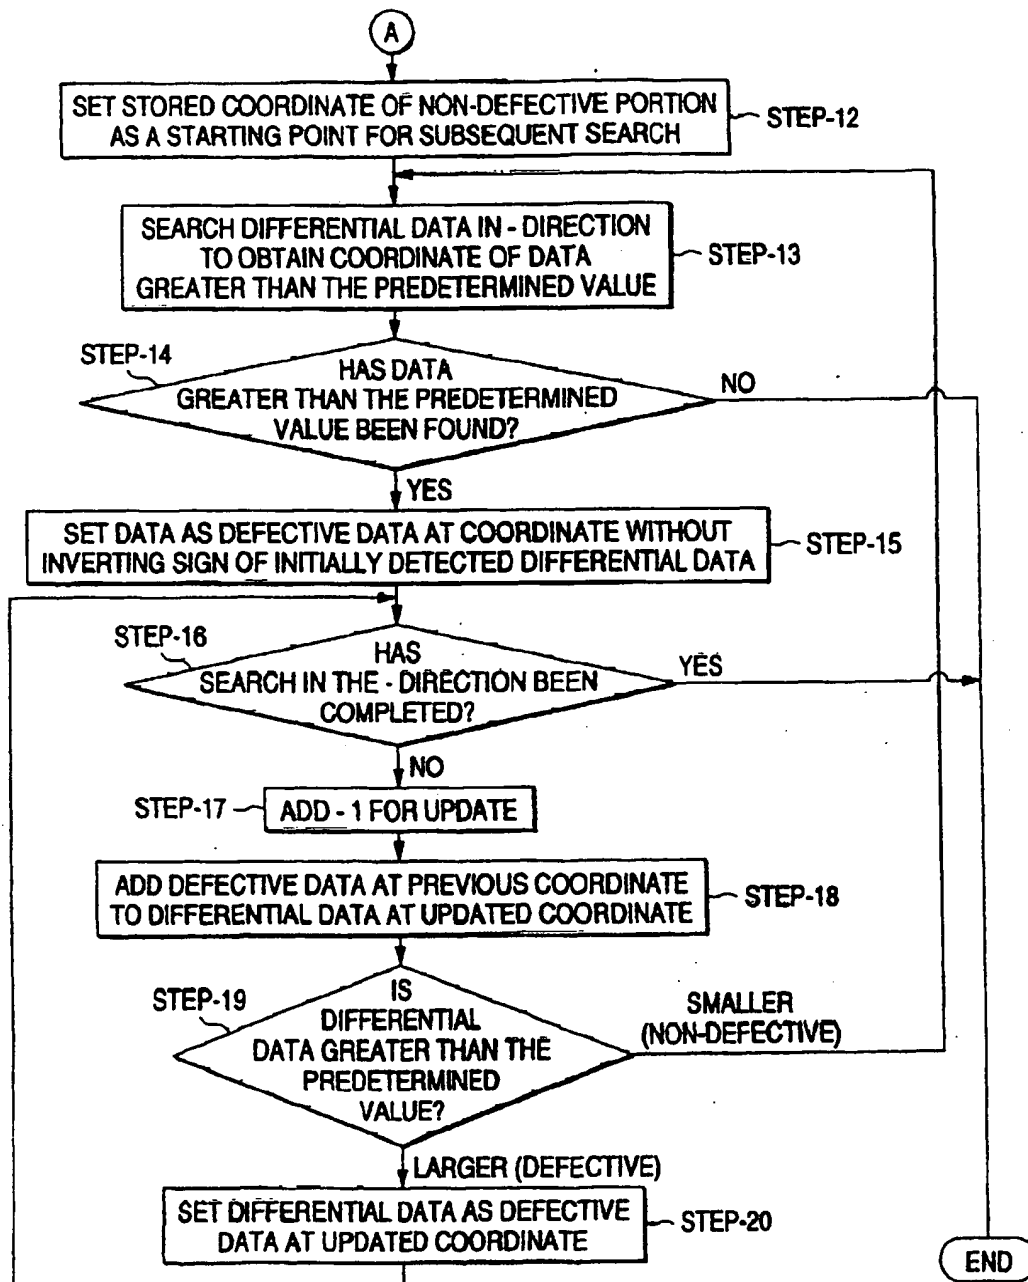 A
SET STORED COORDINATE OF NON-DEFECTIVE PORTION
AS A STARTING POINT FOR SUBSEQUENT SEARCH
STEP-12
SEARCH DIFFERENTIAL DATA IN - DIRECTION
TO OBTAIN COORDINATE OF DATA
GREATER THAN THE PREDETERMINED VALUE
STEP-13
STEP-14
HAS DATA
GREATER THAN THE PREDETERMINED
VALUE BEEN FOUND?
NO
YES
SET DATA AS DEFECTIVE DATA AT COORDINATE WITHOUT
INVERTING SIGN OF INITIALLY DETECTED DIFFERENTIAL DATA
STEP-15
STEP-16
HAS
SEARCH IN THE - DIRECTION BEEN
COMPLETED?
YES
NO
STEP-17
ADD - 1 FOR UPDATE
ADD DEFECTIVE DATA AT PREVIOUS COORDINATE
TO DIFFERENTIAL DATA AT UPDATED COORDINATE
STEP-18
STEP-19
IS
DIFFERENTIAL
DATA GREATER THAN THE
PREDETERMINED
VALUE?
SMALLER
(NON-DEFECTIVE)
LARGER (DEFECTIVE)
SET DIFFERENTIAL DATA AS DEFECTIVE
DATA AT UPDATED COORDINATE
STEP-20
END